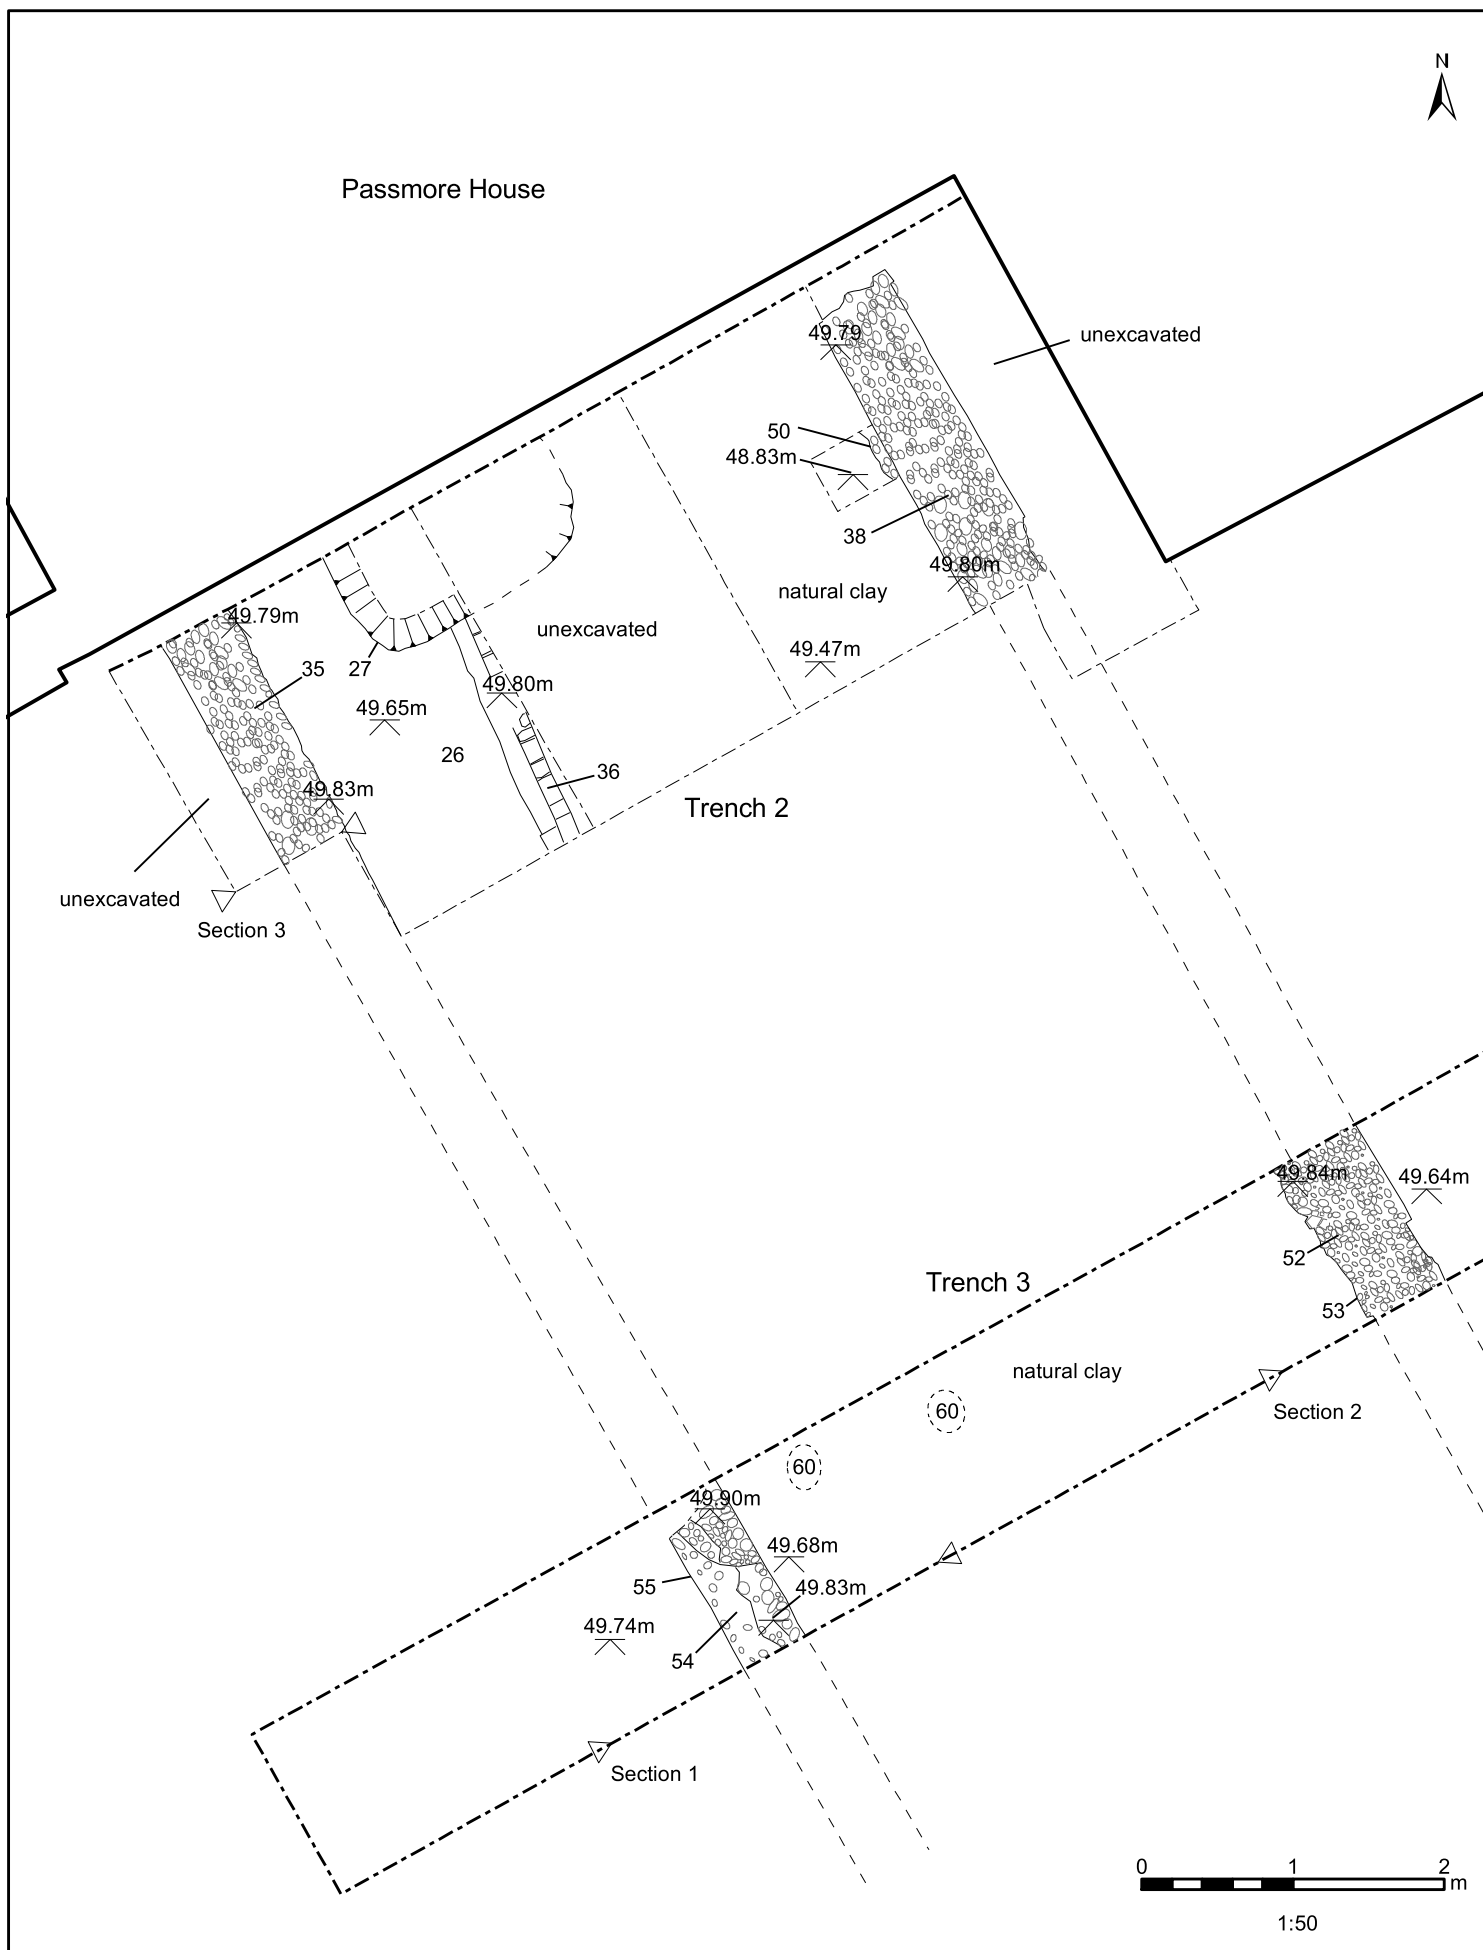 N
Passmore House
49.79
unexcavated
50
48.83m
38
49.80m
natural clay
49.79m
unexcavated
35
27
49.47m
49.80m
49.65m
26
36
49.83m
Trench 2
unexcavated
Section 3
49.84m
49.64m
52
Trench 3
53
natural clay
60
Section 2
60
49.90m
49.68m
55
49.83m
49.74m
54
Section 1
0 1 2
m
1:50